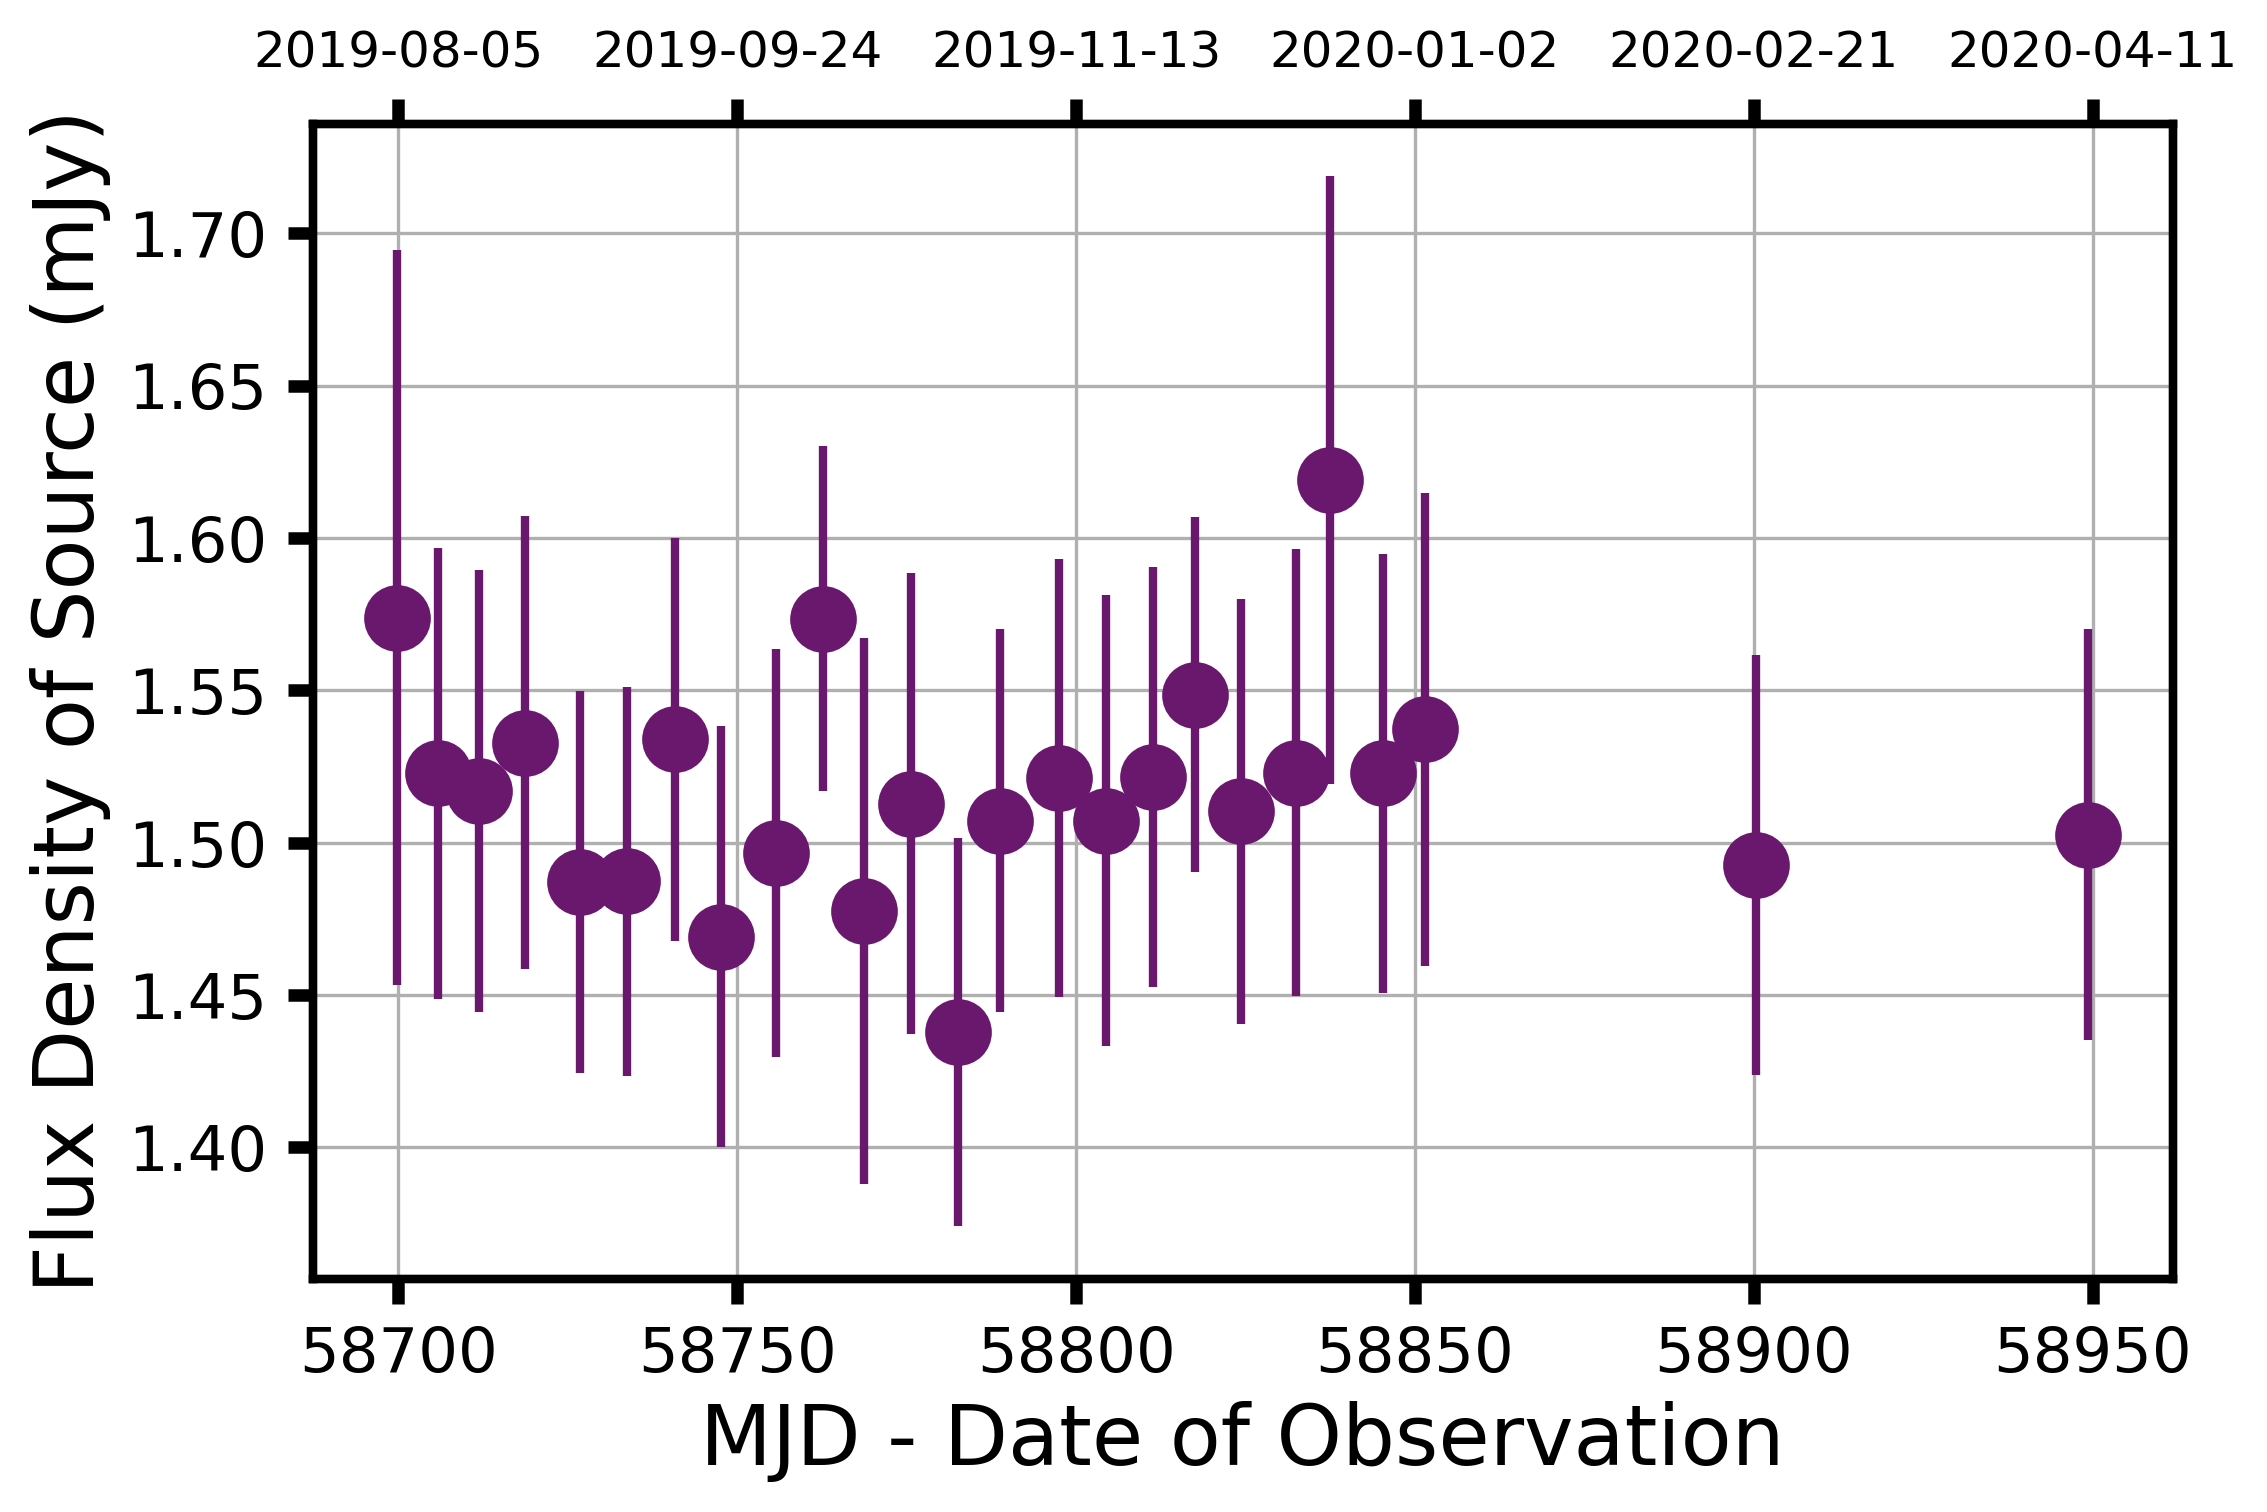 2019-08-05 2019-09-24 2019-11-13 2020-01-02 2020-02-21 2020-04-11
Flux Density of Source (mJy)
1.70
1.65
1.60
1.55
1.50
1.45
1.40
58700 58750 58800 58850 58900 58950
MJD - Date of Observation